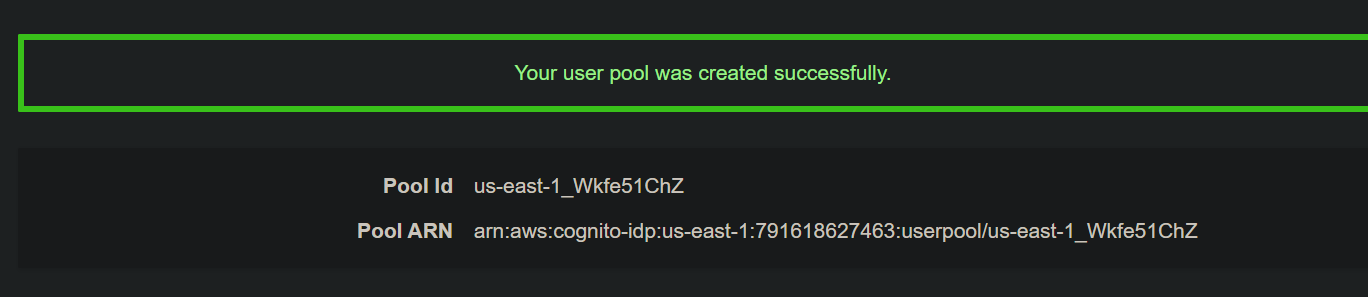 Your user pool was created successfully.
Pool Id us-east-1_Wkfe51ChZ
Pool ARN arn:aws:cognito-idp:us-east-1:791618627463:userpool/us-east-1_Wkfe51ChZ